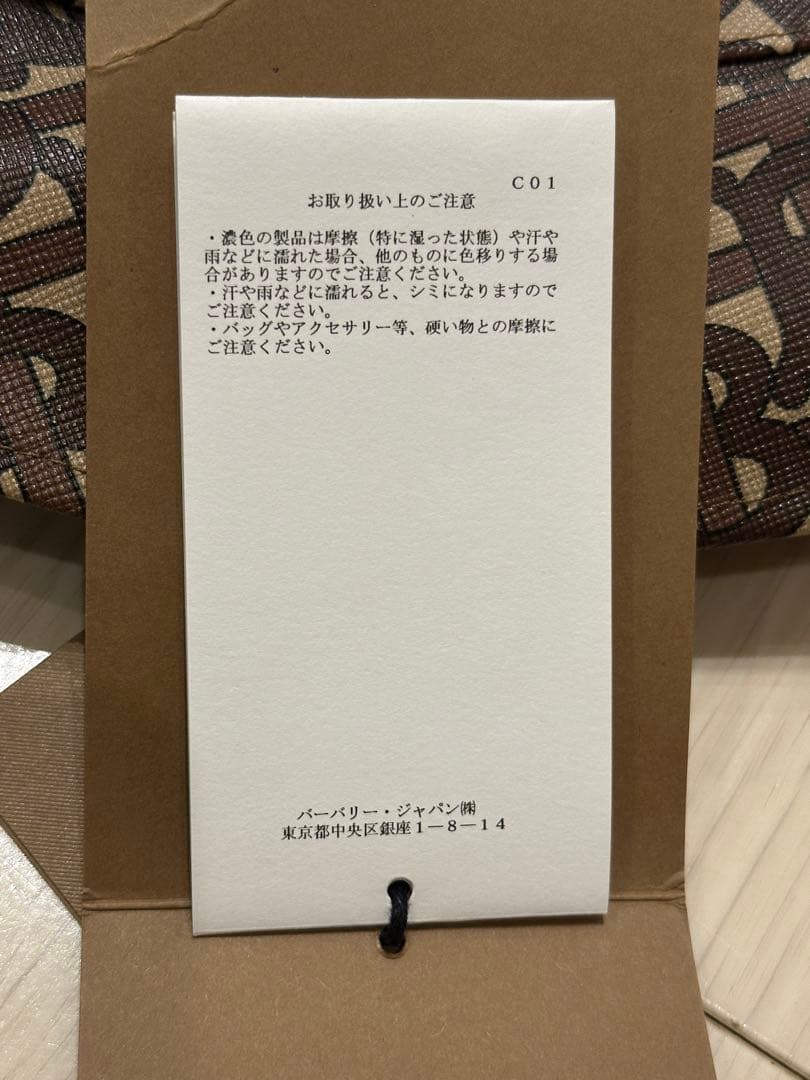 C01
お取り扱い上のご注意
・濃色の製品は摩擦（特に湿った状態）や汗や
雨などに濡れた場合、他のものに色移りする場
合がありますのでご注意ください。
・汗や雨などに濡れると、シミになりますので
ご注意ください。
・バッグやアクセサリー等、硬い物との摩擦に
ご注意ください。
バーバリー・ジャパン㈱
東京都中央区銀座1－8－14